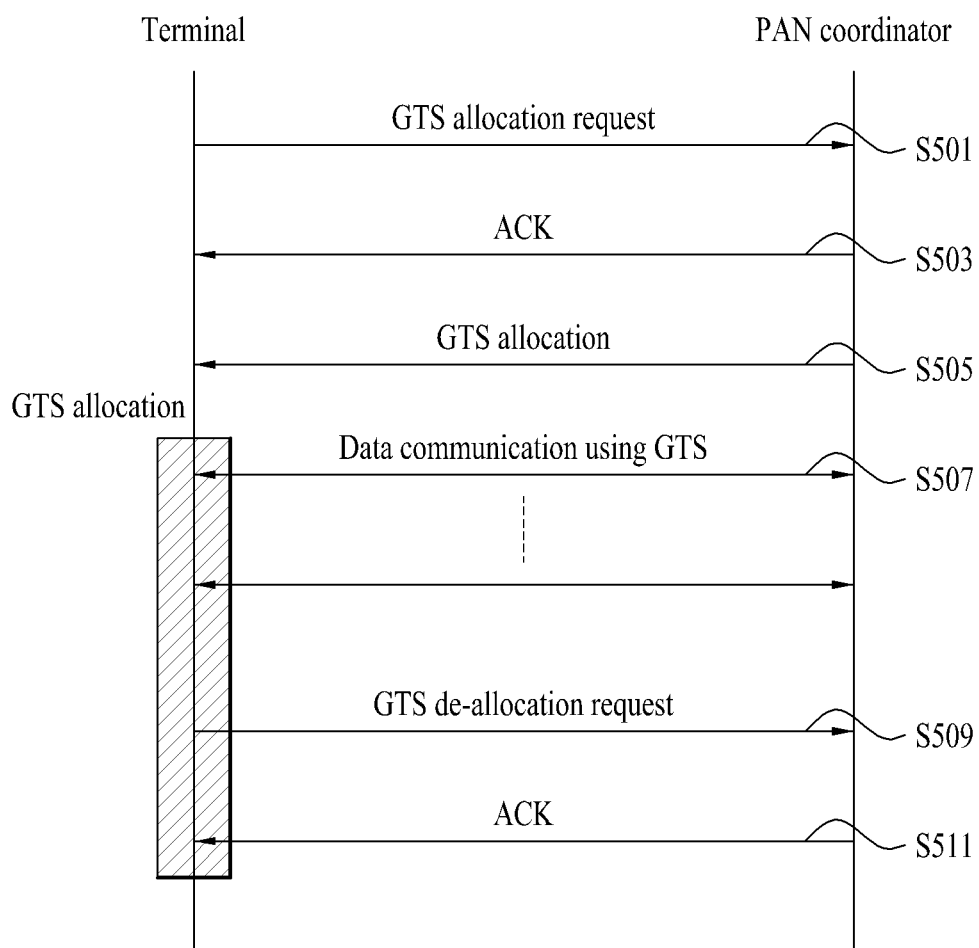 Terminal
PAN coordinator
GTS allocation request
S501
ACK
S503
GTS allocation
S505
GTS allocation
Data communication using GTS
S507
GTS de-allocation request
S509
ACK
S511